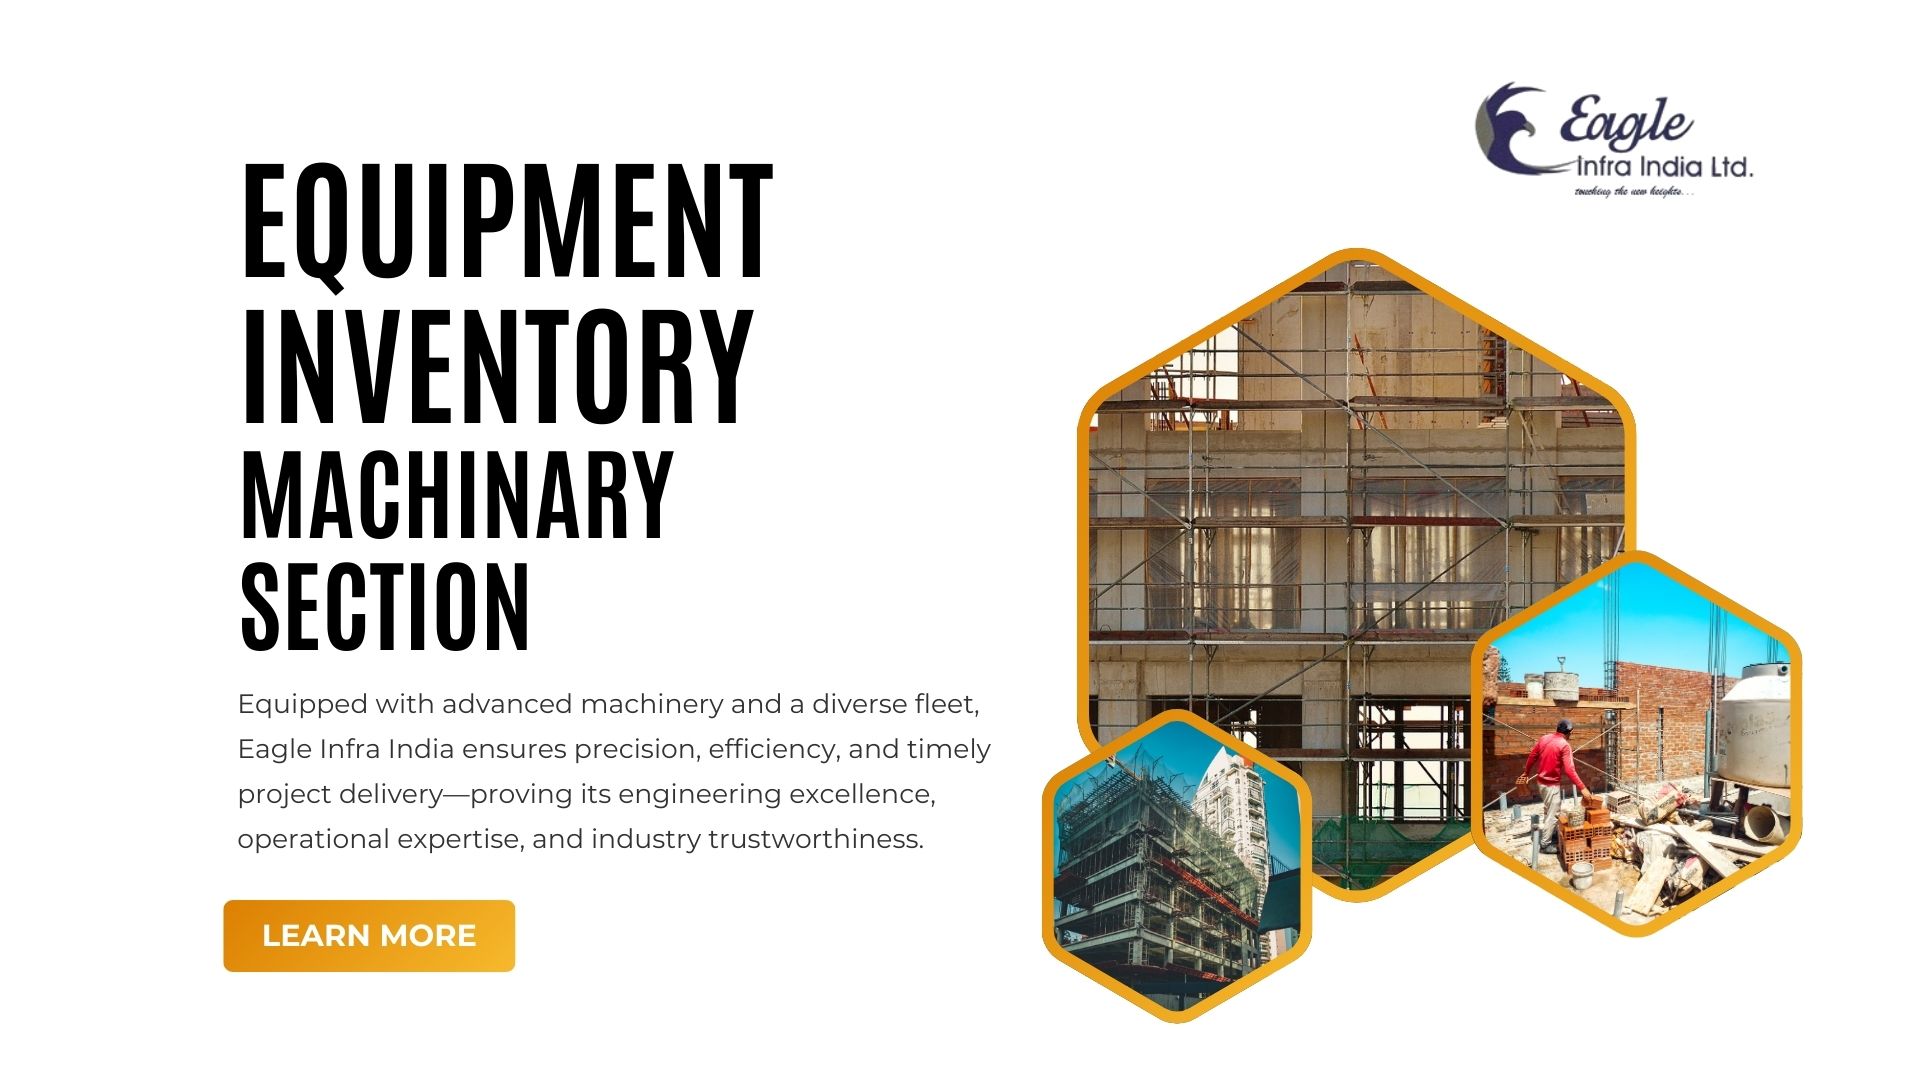 Eagle
Infra India Ltd.
touching the new heights...
EQUIPMENT
INVENTORY
MACHINARY
SECTION
Equipped with advanced machinery and a diverse fleet,
Eagle Infra India ensures precision, efficiency, and timely
project delivery—proving its engineering excellence,
operational expertise, and industry trustworthiness.
LEARN MORE